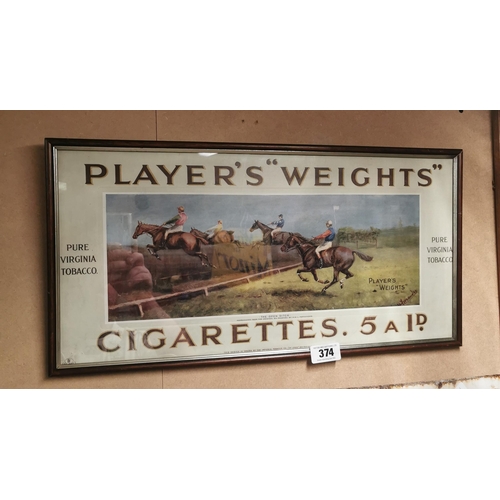 PLAYER'S "WEIGHTS"
PURE
VIRGINIA
TOBACCO.
PURE
VIRGINIA
TOBACCO.
PLAYER'S
WEIGHTS
CIGARETTES. 5 A 1D.
374